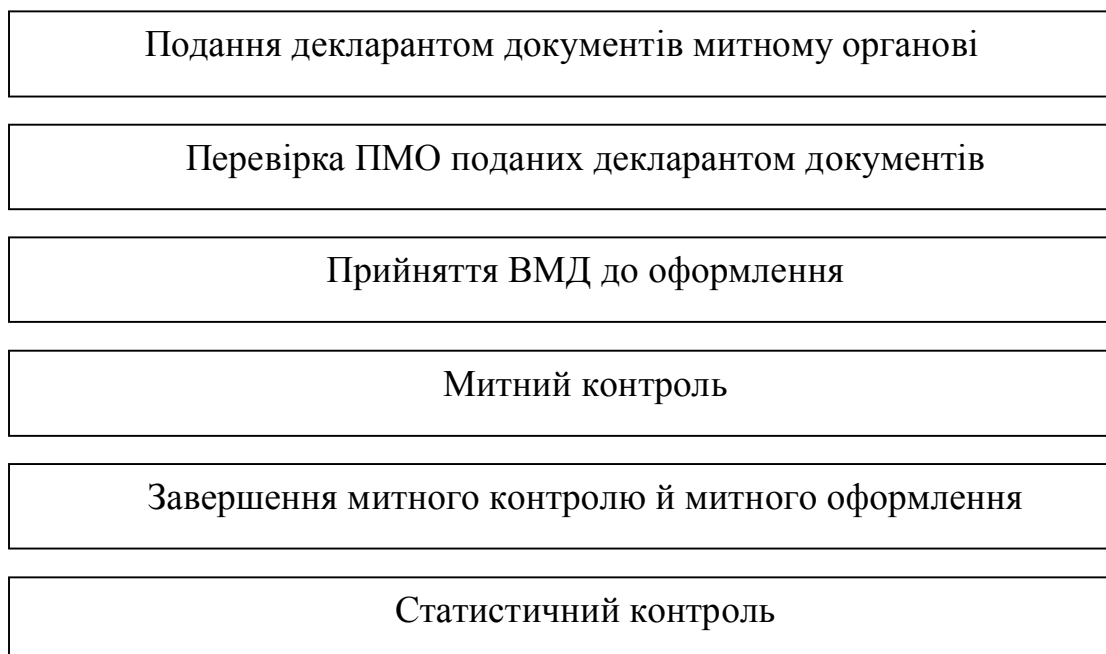 Подання декларантом документів митному органові
Перевірка ПМО поданих декларантом документів
Прийняття ВМД до оформлення
Митний контроль
Завершення митного контролю й митного оформлення
Статистичний контроль